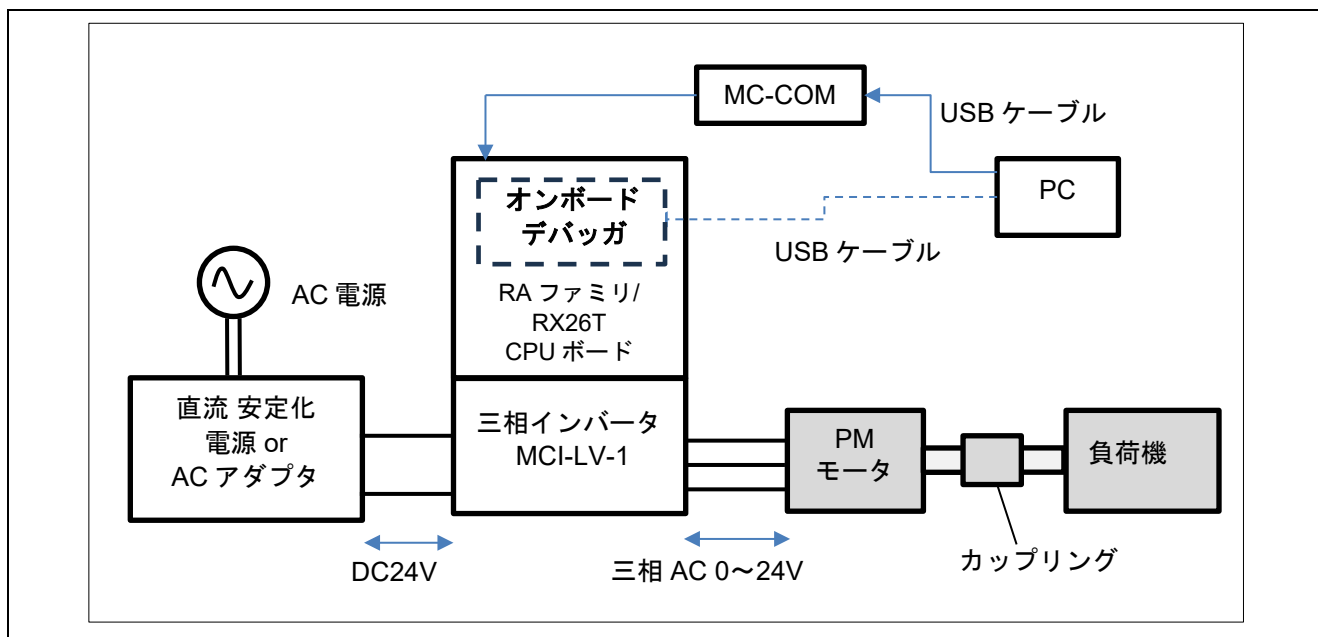 MC-COM
USB ケーブル
PC
オンボード
デバッガ
USB ケーブル
RA ファミリ/
RX26T
CPU ボード
AC 電源
直流 安定化
電源 or
AC アダプタ
三相インバータ
MCI-LV-1
PM
モータ
負荷機
カップリング
DC24V
三相 AC 0～24V